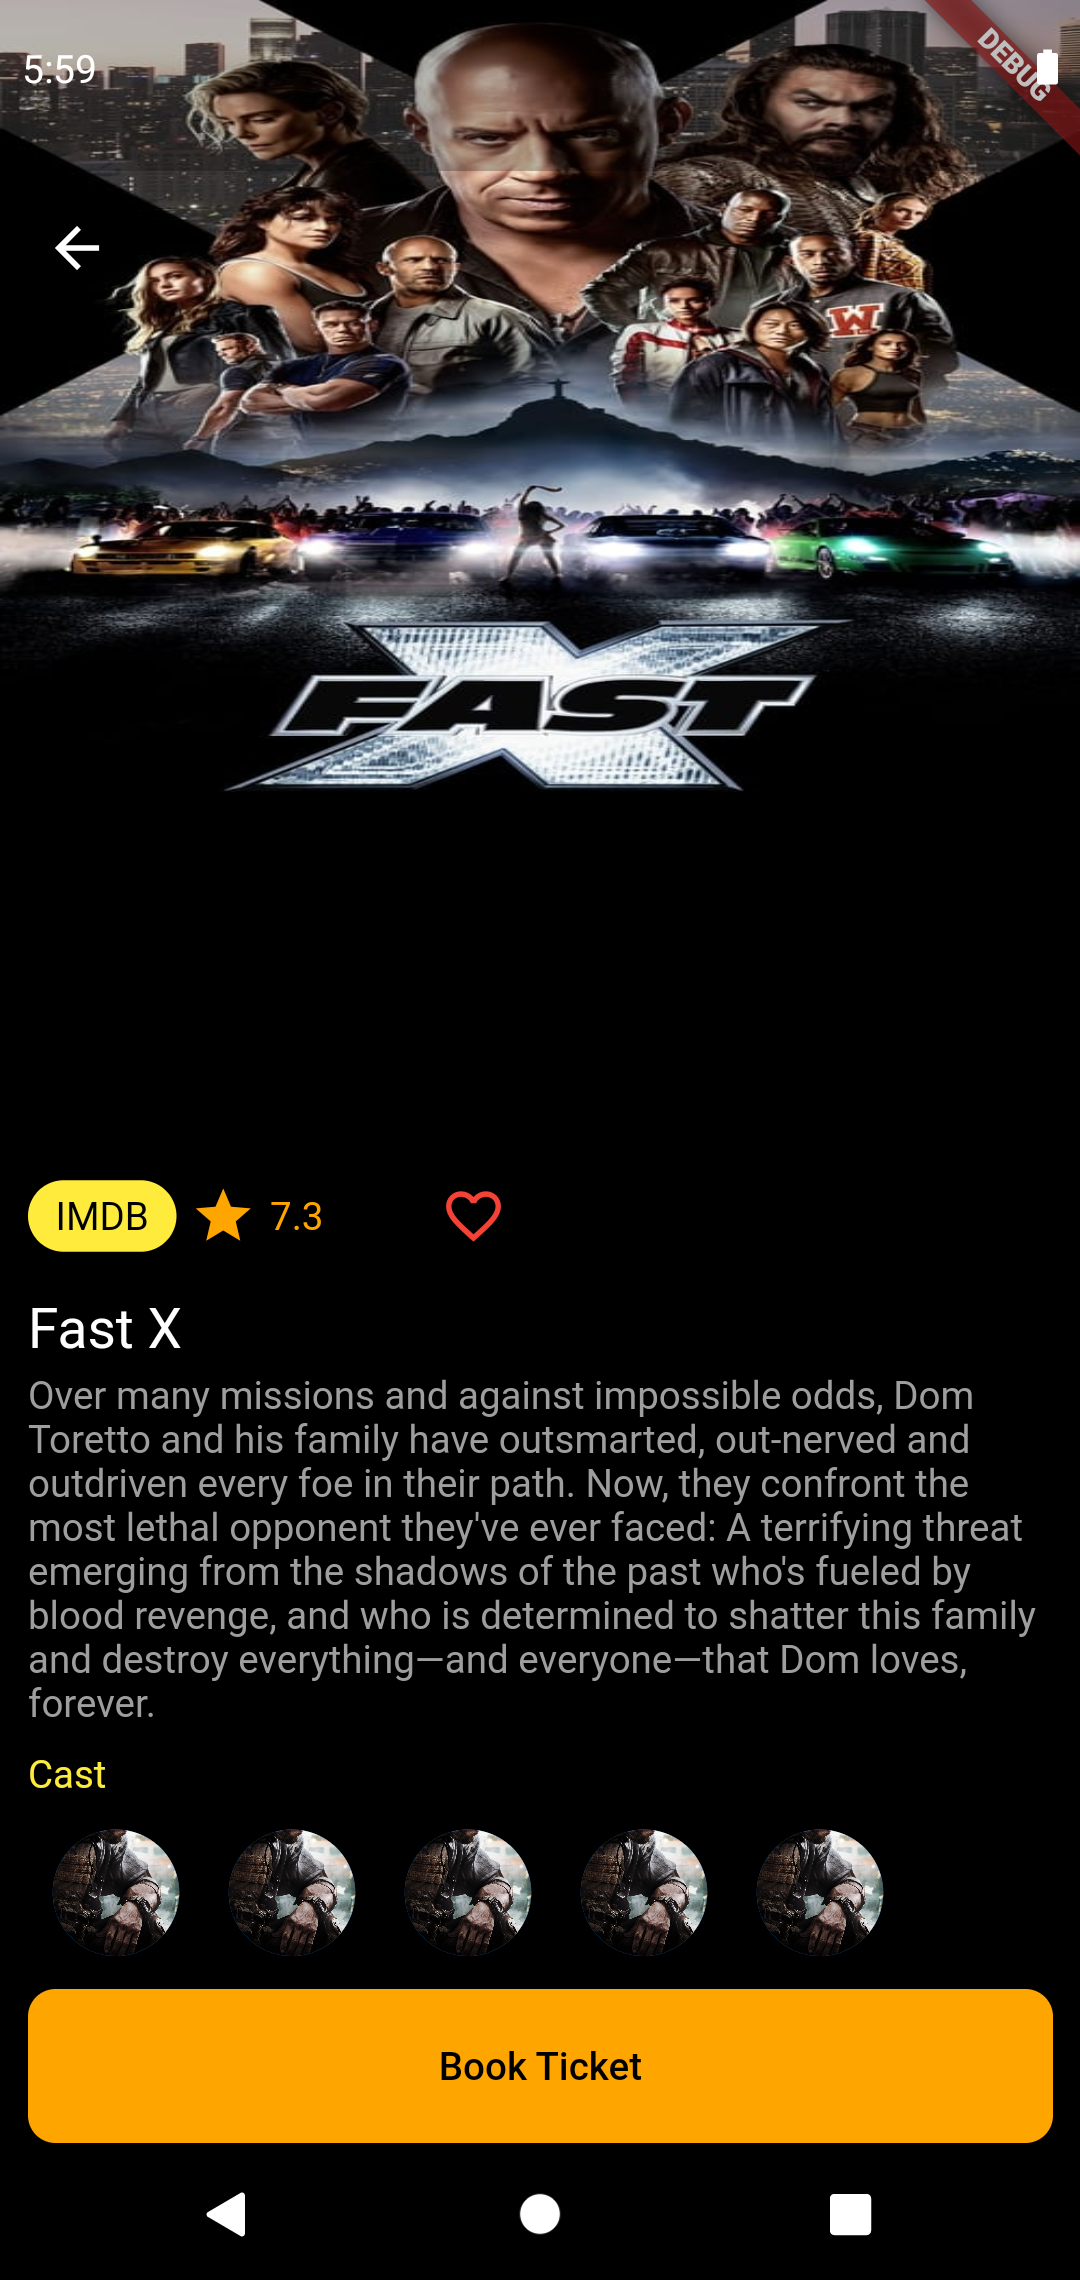 5:59
DEBUG
W
FAST
X
IMDB 7.3
Fast X
Over many missions and against impossible odds, Dom
Toretto and his family have outsmarted, out-nerved and
outdriven every foe in their path. Now, they confront the
most lethal opponent they've ever faced: A terrifying threat
emerging from the shadows of the past who's fueled by
blood revenge, and who is determined to shatter this family
and destroy everything—and everyone—that Dom loves,
forever.
Cast
Book Ticket